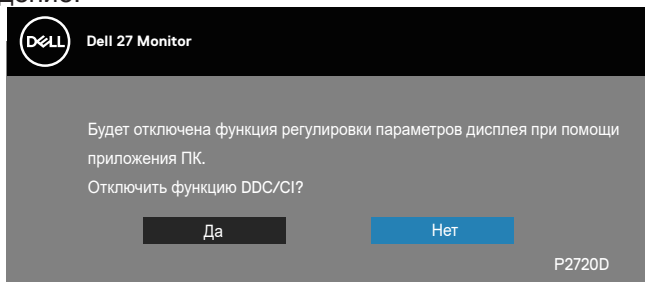 DELL
Dell 27 Monitor
Будет отключена функция регулировки параметров дисплея при помощи
приложения ПК.
Отключить функцию DDC/CI?
Да
Нет
P2720D